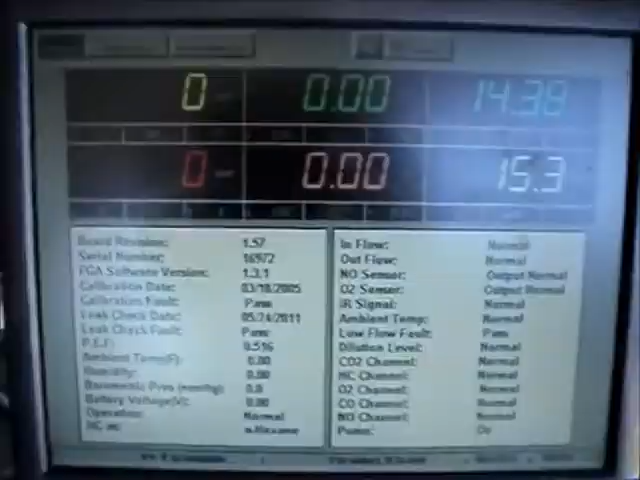 0 0.00 14.38
0 0.00 15.3
Board Revision: 1.57
Serial Number: 16972
FGA Software Version: 1.3.1
Calibration Date: 03/18/2005
Calibration Fault: Pass
Leak Check Date: 05/24/2011
Leak Check Fault: Pass
P.E.F: 0.516
Ambient Temp(F): 0.00
Humidity: 0.00
Barometric Pres (mmhg): 0.0
Battery Voltage(V): 0.00
Operation: Normal
HC as: n-Hexane
In Flow: Normal
Out Flow: Normal
NO Sensor: Output Normal
O2 Sensor: Output Normal
IR Signal: Normal
Ambient Temp: Normal
Low Flow Fault: Pass
Dilution Level: Normal
CO2 Channel: Normal
HC Channel: Normal
O2 Channel: Normal
CO Channel: Normal
NO Channel: Normal
Pump: On